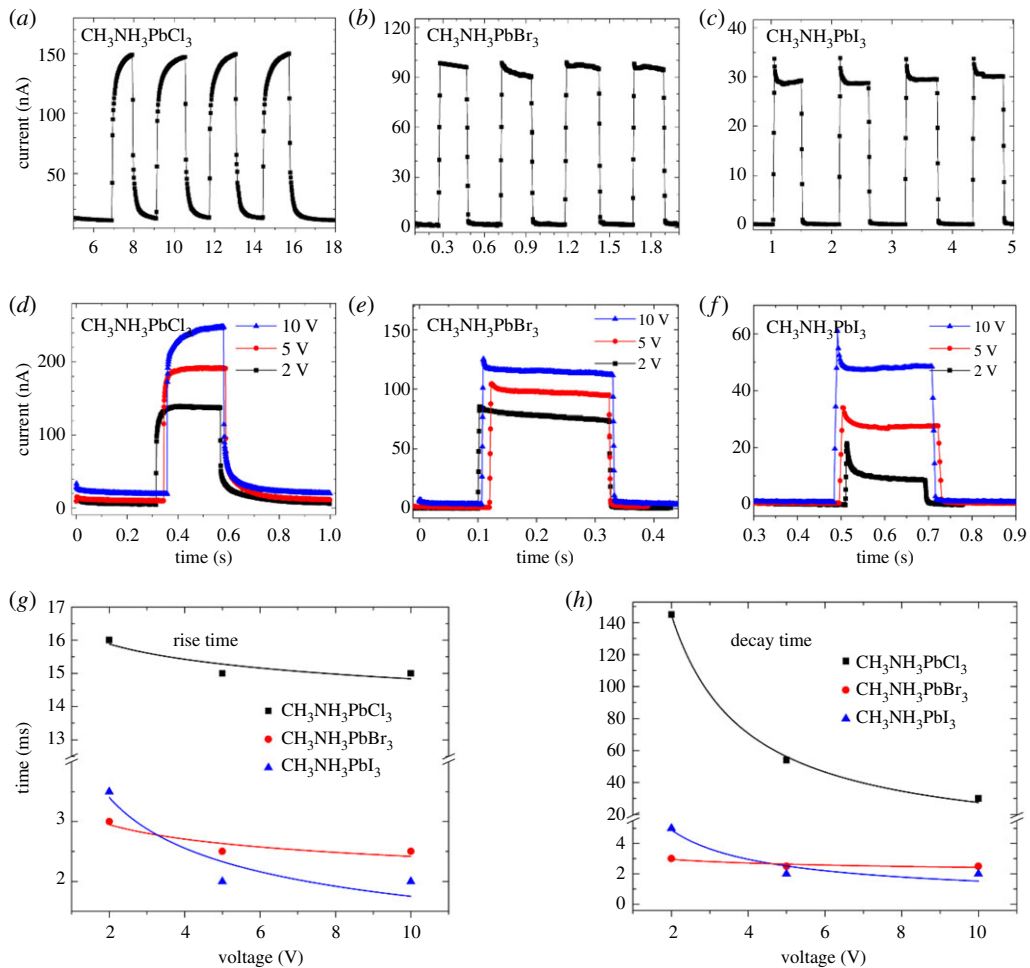 (a)
CH₃NH₃PbCl₃
current (nA)
150
100
50
6 8 10 12 14 16 18
(b)
CH₃NH₃PbBr₃
120
90
60
30
0
0.3 0.6 0.9 1.2 1.5 1.8
(c)
CH₃NH₃PbI₃
40
30
20
10
0
1 2 3 4 5
(d)
CH₃NH₃PbCl₃
10 V
5 V
2 V
current (nA)
200
100
0
0 0.2 0.4 0.6 0.8 1.0
time (s)
(e)
CH₃NH₃PbBr₃
10 V
5 V
2 V
150
100
50
0
0 0.1 0.2 0.3 0.4
time (s)
(f)
CH₃NH₃PbI₃
10 V
5 V
2 V
60
40
20
0
0.3 0.4 0.5 0.6 0.7 0.8 0.9
time (s)
(g)
rise time
CH₃NH₃PbCl₃
CH₃NH₃PbBr₃
CH₃NH₃PbI₃
time (ms)
17
16
15
14
13
3
2
2 4 6 8 10
voltage (V)
(h)
decay time
CH₃NH₃PbCl₃
CH₃NH₃PbBr₃
CH₃NH₃PbI₃
140
120
100
80
60
40
20
4
2
0
2 4 6 8 10
voltage (V)